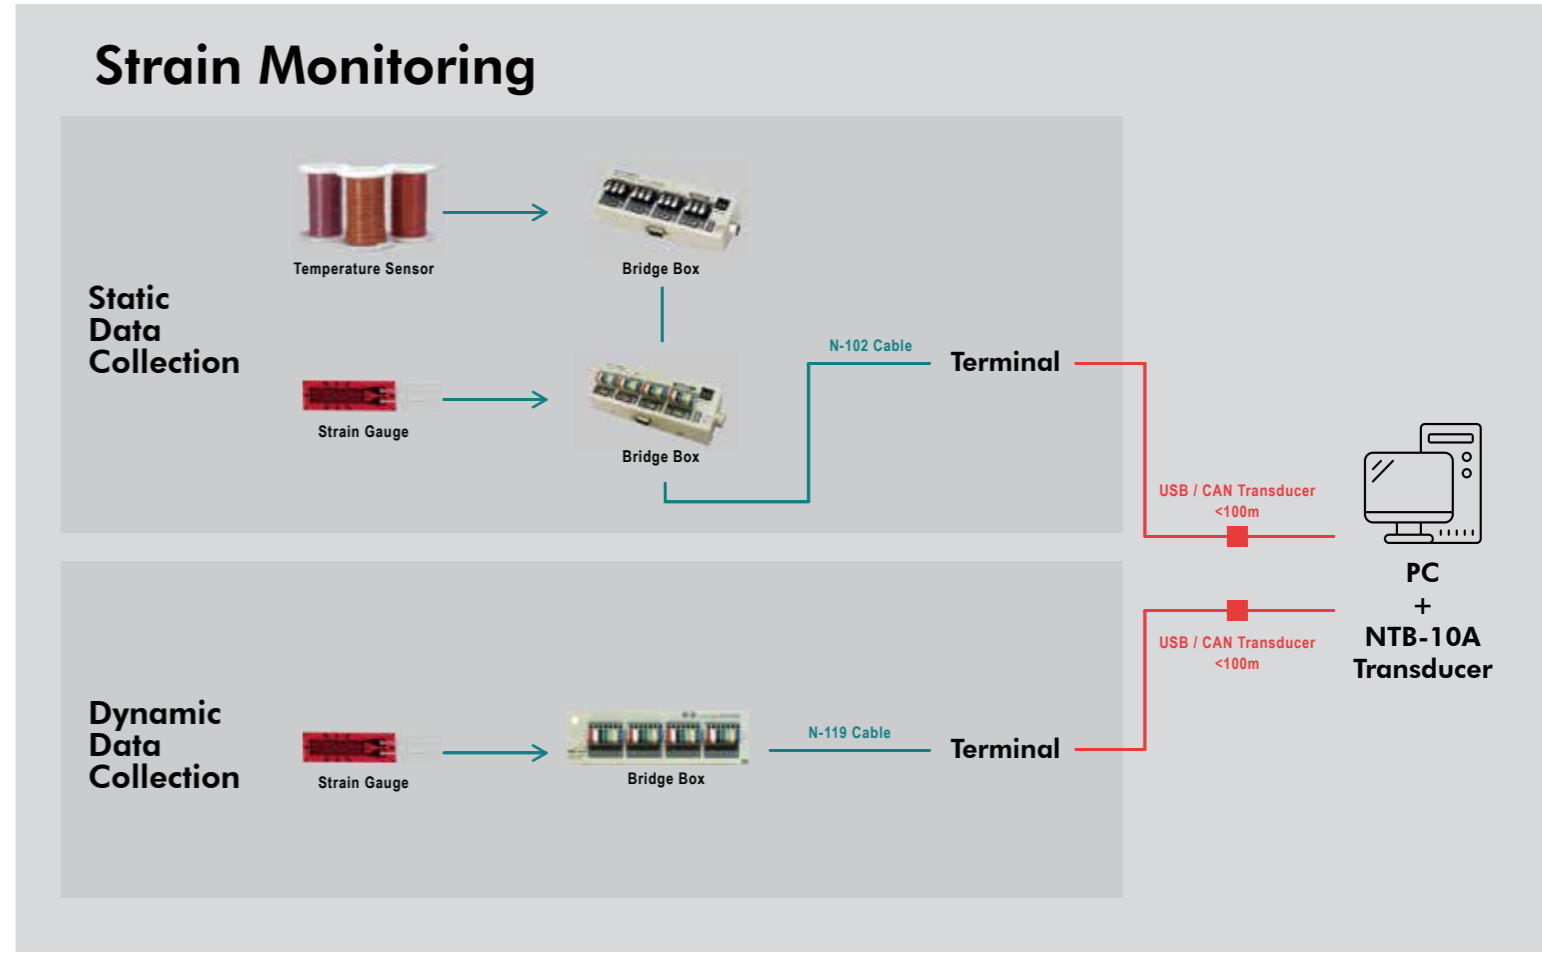 Strain Monitoring
Static
Data
Collection
Temperature Sensor
Bridge Box
Strain Gauge
Bridge Box
N-102 Cable
Terminal
USB / CAN Transducer
<100m
Dynamic
Data
Collection
Strain Gauge
Bridge Box
N-119 Cable
Terminal
USB / CAN Transducer
<100m
PC
+
NTB-10A
Transducer